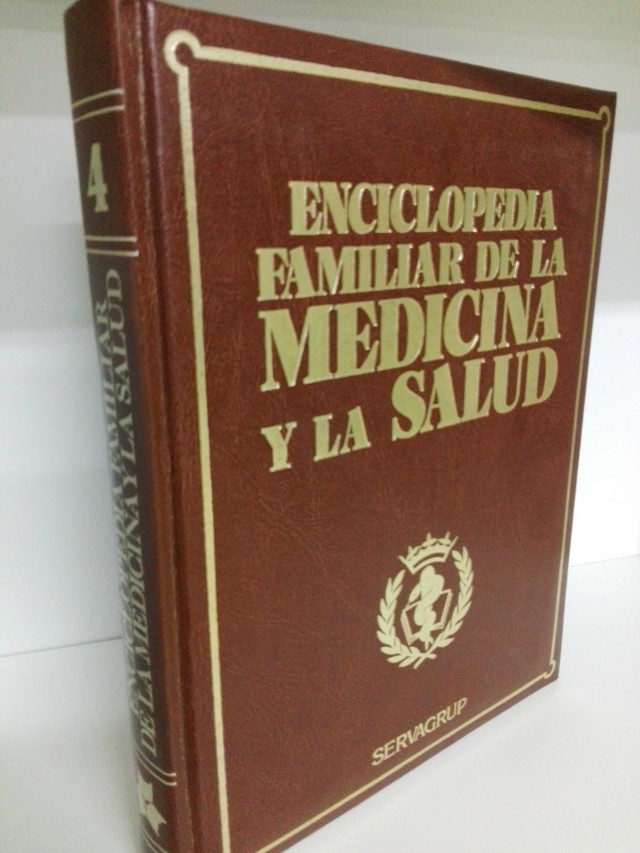 4
ENCICLOPEDIA FAMILIAR
DE LA MEDICINA Y LA SALUD
ENCICLOPEDIA
FAMILIAR DE LA
MEDICINA
Y LA SALUD
SERVAGRUP